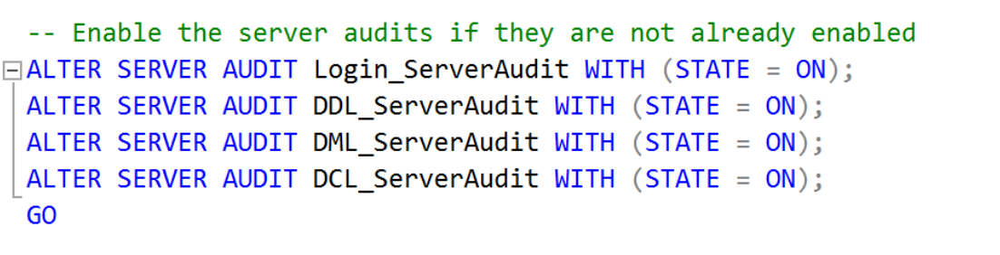 -- Enable the server audits if they are not already enabled
ALTER SERVER AUDIT Login_ServerAudit WITH (STATE = ON);
ALTER SERVER AUDIT DDL_ServerAudit WITH (STATE = ON);
ALTER SERVER AUDIT DML_ServerAudit WITH (STATE = ON);
ALTER SERVER AUDIT DCL_ServerAudit WITH (STATE = ON);
GO